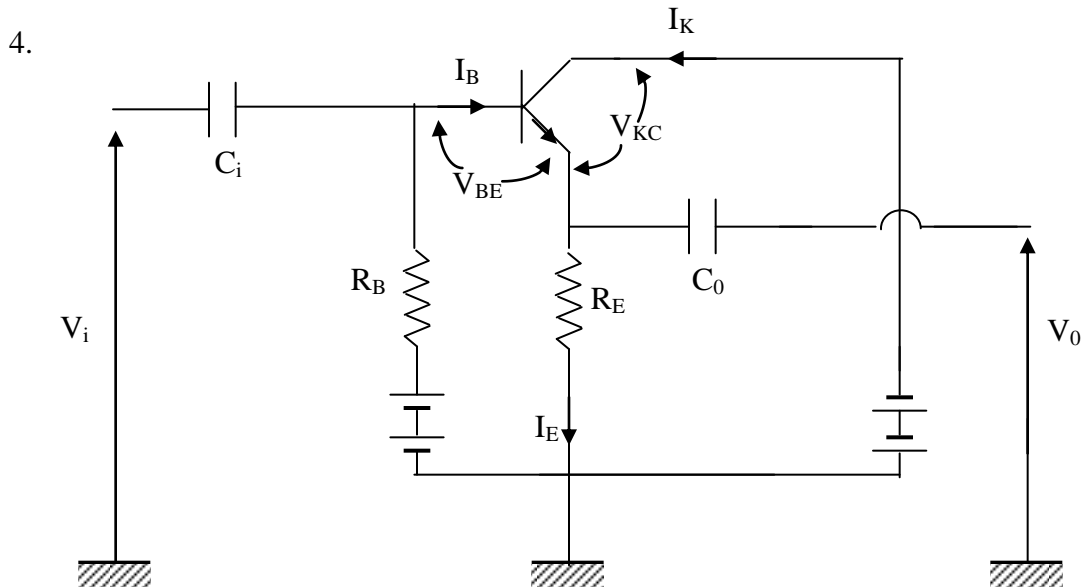 4.
I_K
I_B
V_KC
C_i
V_BE
R_B
C_0
R_E
V_i
V_0
I_E